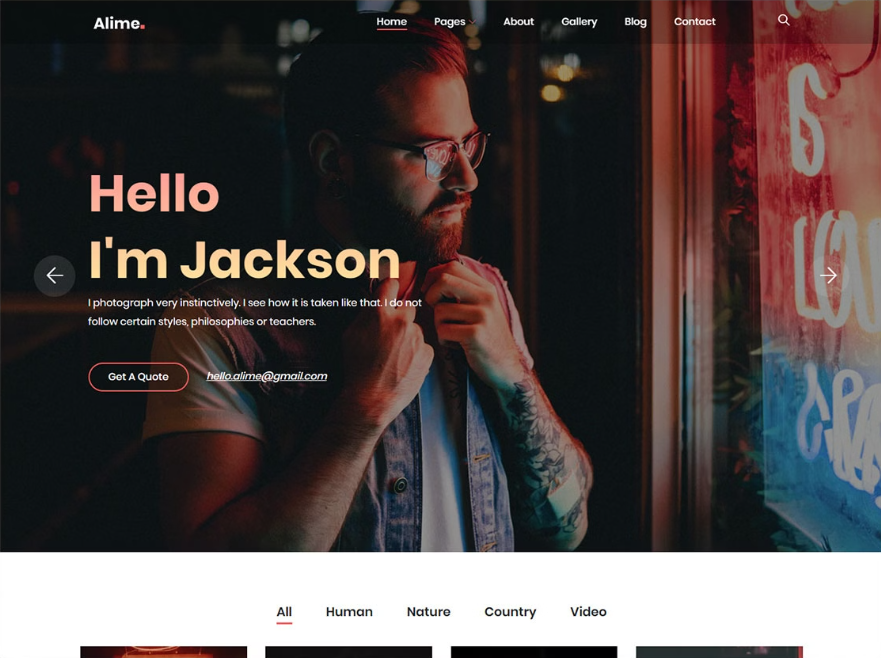 Alime.
Home Pages About Gallery Blog Contact
Hello
I'm Jackson
I photograph very instinctively. I see how it is taken like that. I do not
follow certain styles, philosophies or teachers.
Get A Quote hello.alime@gmail.com
All Human Nature Country Video